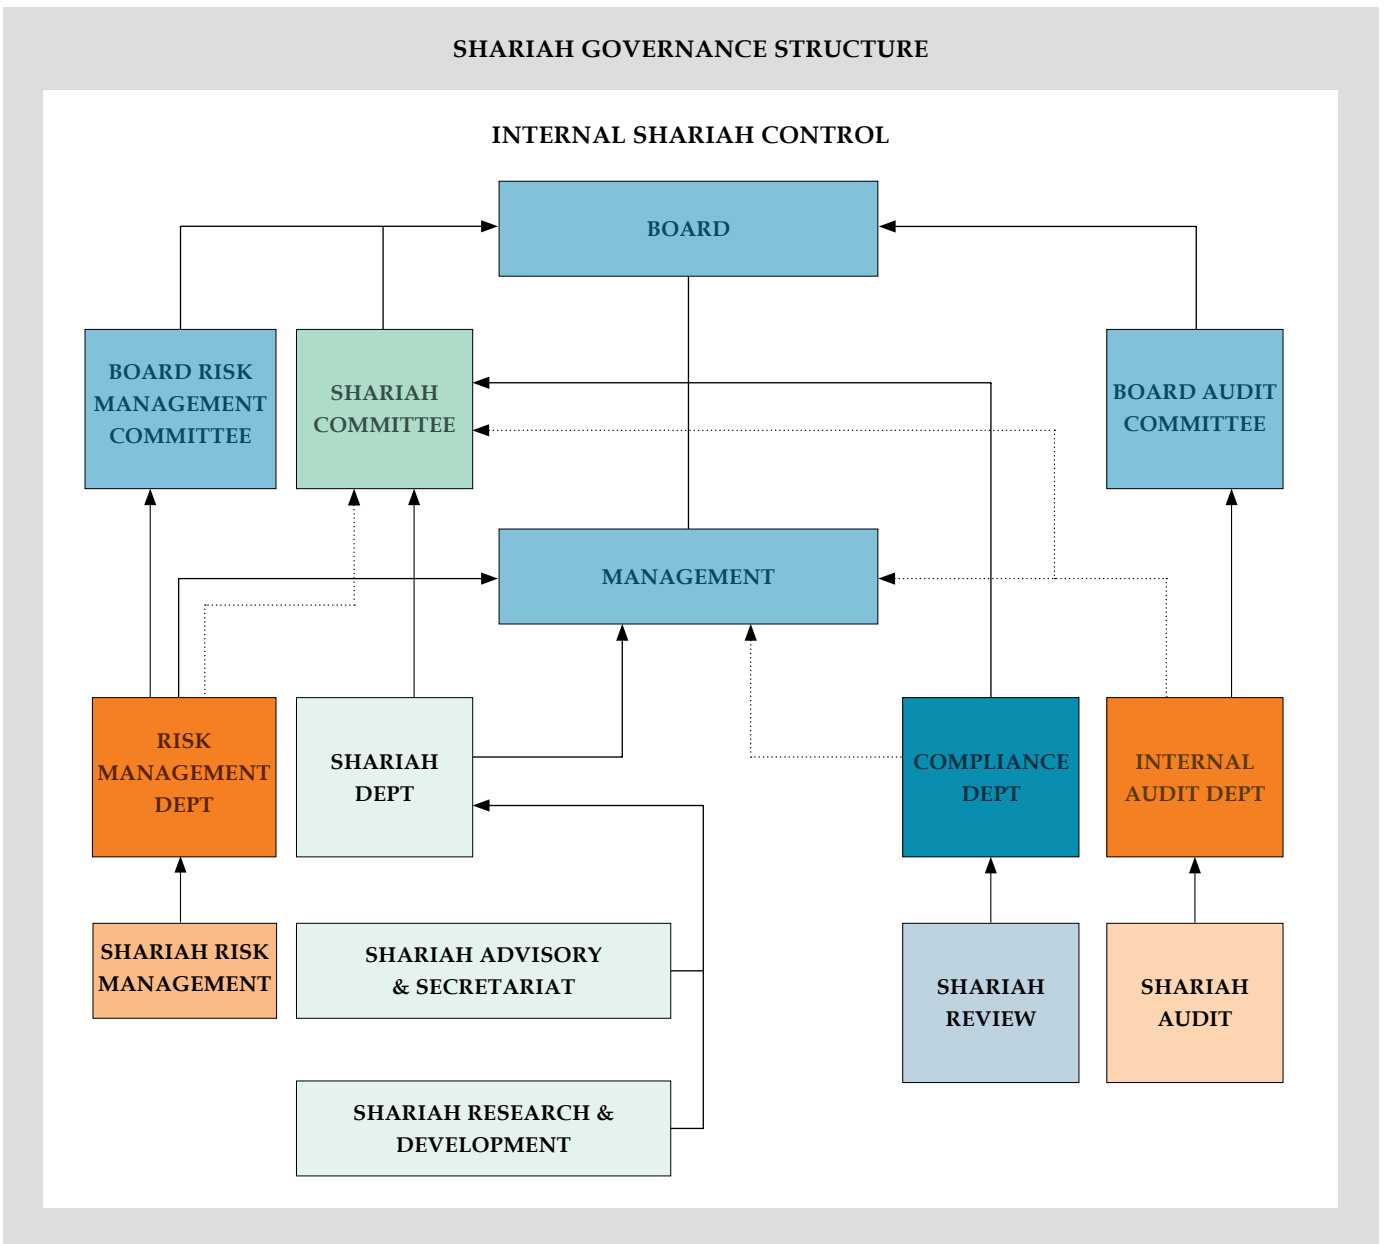 SHARIAH GOVERNANCE STRUCTURE
INTERNAL SHARIAH CONTROL
BOARD
BOARD RISK
MANAGEMENT
COMMITTEE
SHARIAH
COMMITTEE
BOARD AUDIT
COMMITTEE
MANAGEMENT
RISK
MANAGEMENT
DEPT
SHARIAH
DEPT
COMPLIANCE
DEPT
INTERNAL
AUDIT DEPT
SHARIAH RISK
MANAGEMENT
SHARIAH ADVISORY
& SECRETARIAT
SHARIAH
REVIEW
SHARIAH
AUDIT
SHARIAH RESEARCH &
DEVELOPMENT